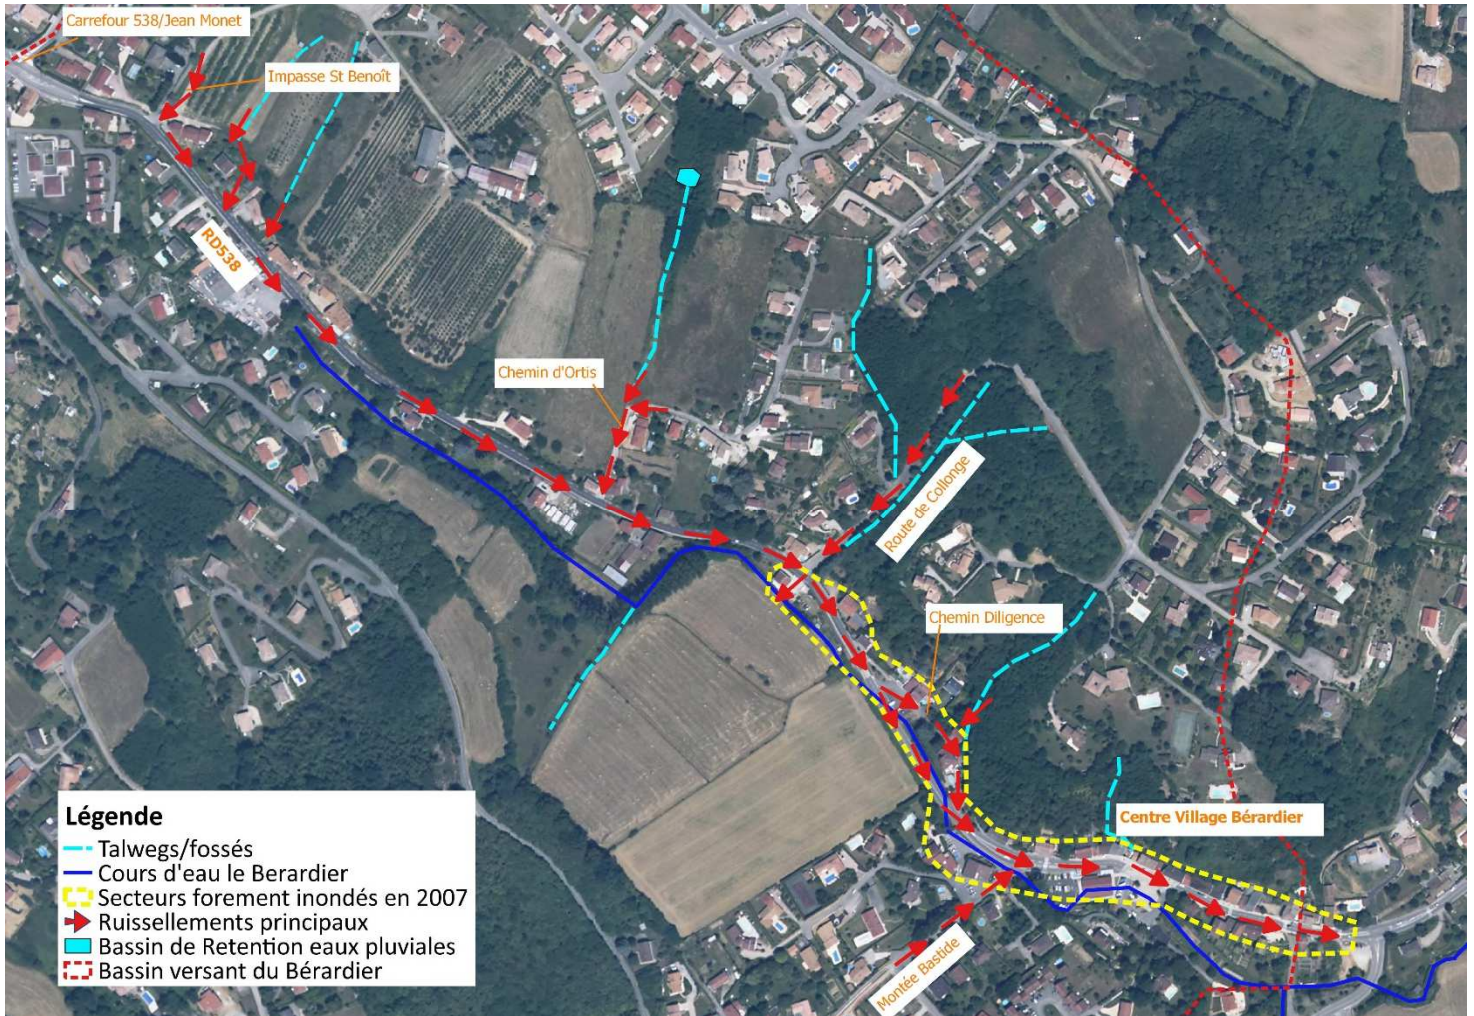 Carrefour 538/Jean Monet
Impasse St Benoît
RD538
Chemin d'Ortis
Route de Collonge
Chemin Diligence
Centre Village Bérardier
Montée Bastide
Légende
Talwegs/fossés
Cours d'eau le Berardier
Secteurs forement inondés en 2007
Ruissellements principaux
Bassin de Retention eaux pluviales
Bassin versant du Bérardier